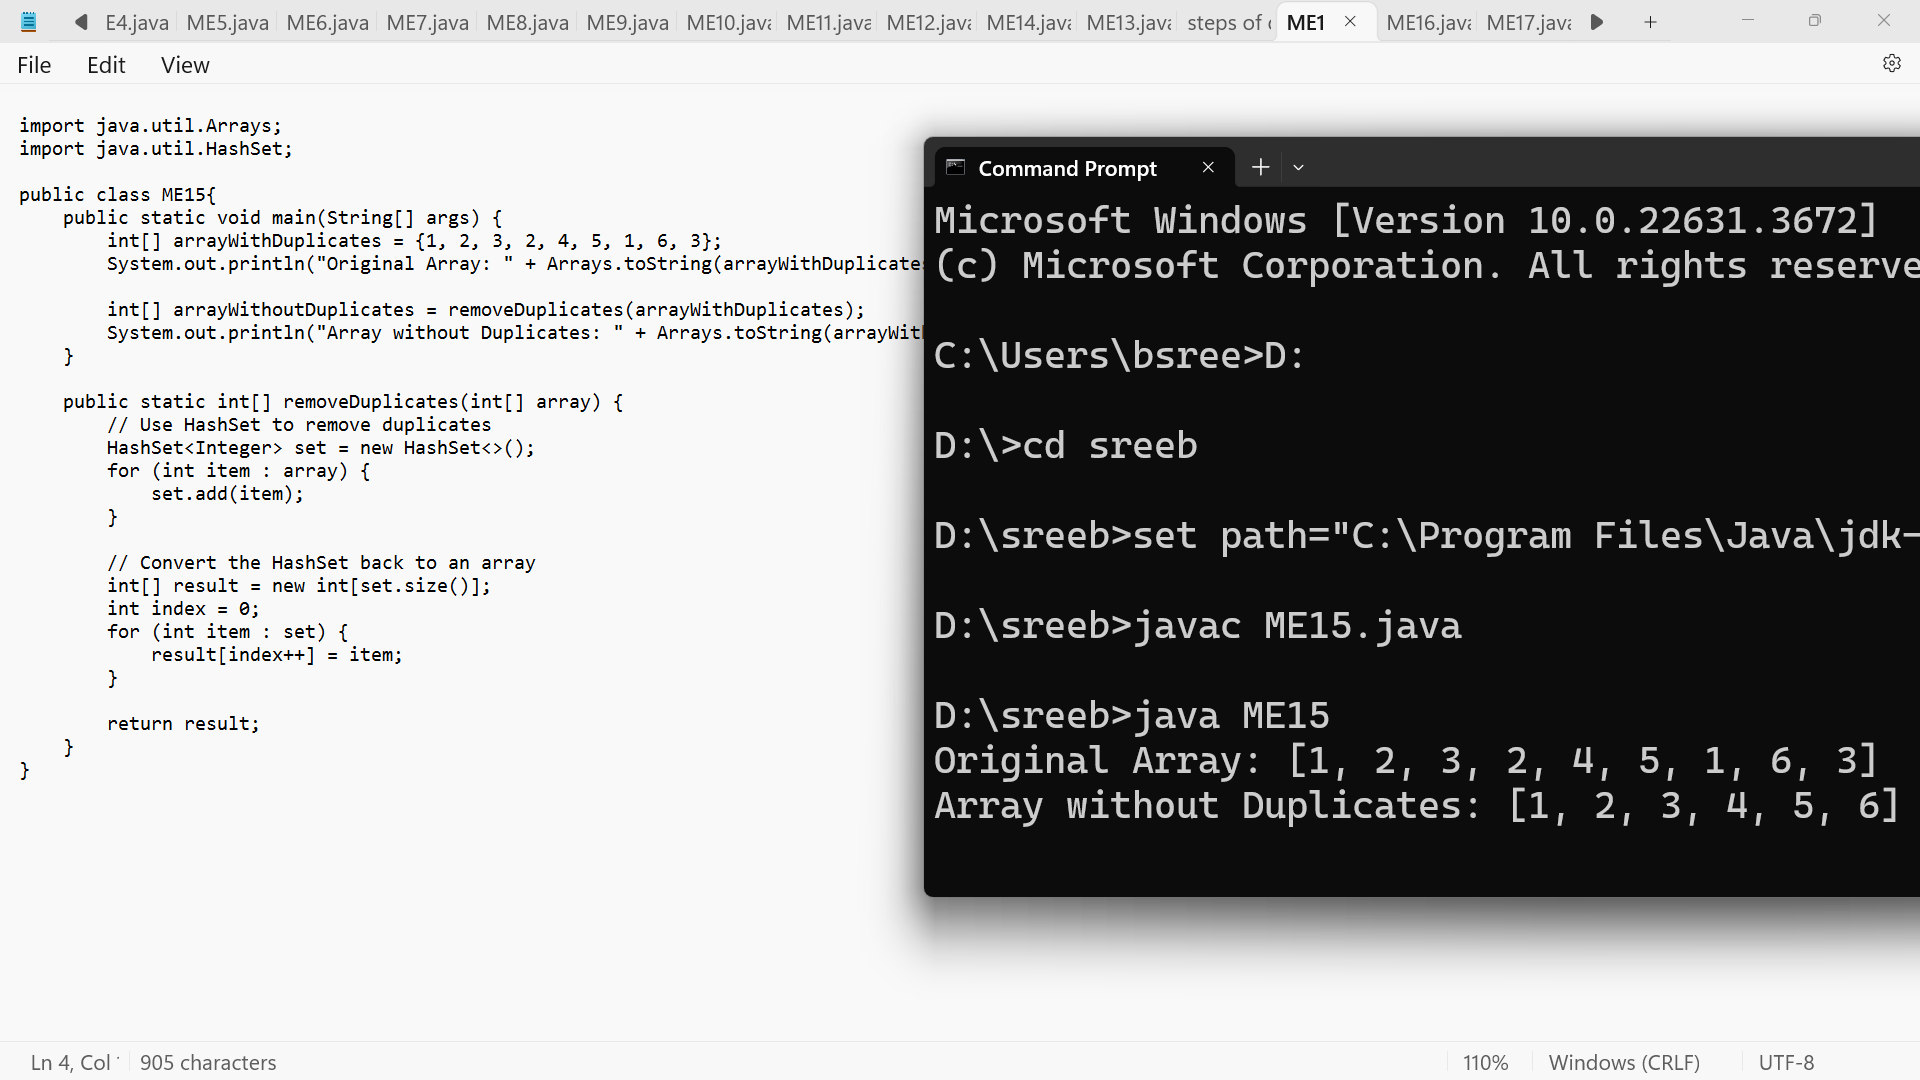 E4.java ME5.java ME6.java ME7.java ME8.java ME9.java ME10.java ME11.java ME12.java ME14.java ME13.java steps of ME1 ME16.java ME17.java
File Edit View
import java.util.Arrays;
import java.util.HashSet;
public class ME15{
    public static void main(String[] args) {
        int[] arrayWithDuplicates = {1, 2, 3, 2, 4, 5, 1, 6, 3};
        System.out.println("Original Array: " + Arrays.toString(arrayWithDuplicates
        int[] arrayWithoutDuplicates = removeDuplicates(arrayWithDuplicates);
        System.out.println("Array without Duplicates: " + Arrays.toString(arrayWith
    }
    public static int[] removeDuplicates(int[] array) {
        // Use HashSet to remove duplicates
        HashSet<Integer> set = new HashSet<>();
        for (int item : array) {
            set.add(item);
        }
        // Convert the HashSet back to an array
        int[] result = new int[set.size()];
        int index = 0;
        for (int item : set) {
            result[index++] = item;
        }
        return result;
    }
}
Command Prompt
Microsoft Windows [Version 10.0.22631.3672]
(c) Microsoft Corporation. All rights reserve
C:\Users\bsree>D:
D:\>cd sreeb
D:\sreeb>set path="C:\Program Files\Java\jdk-
D:\sreeb>javac ME15.java
D:\sreeb>java ME15
Original Array: [1, 2, 3, 2, 4, 5, 1, 6, 3]
Array without Duplicates: [1, 2, 3, 4, 5, 6]
Ln 4, Col 905 characters 110% Windows (CRLF) UTF-8